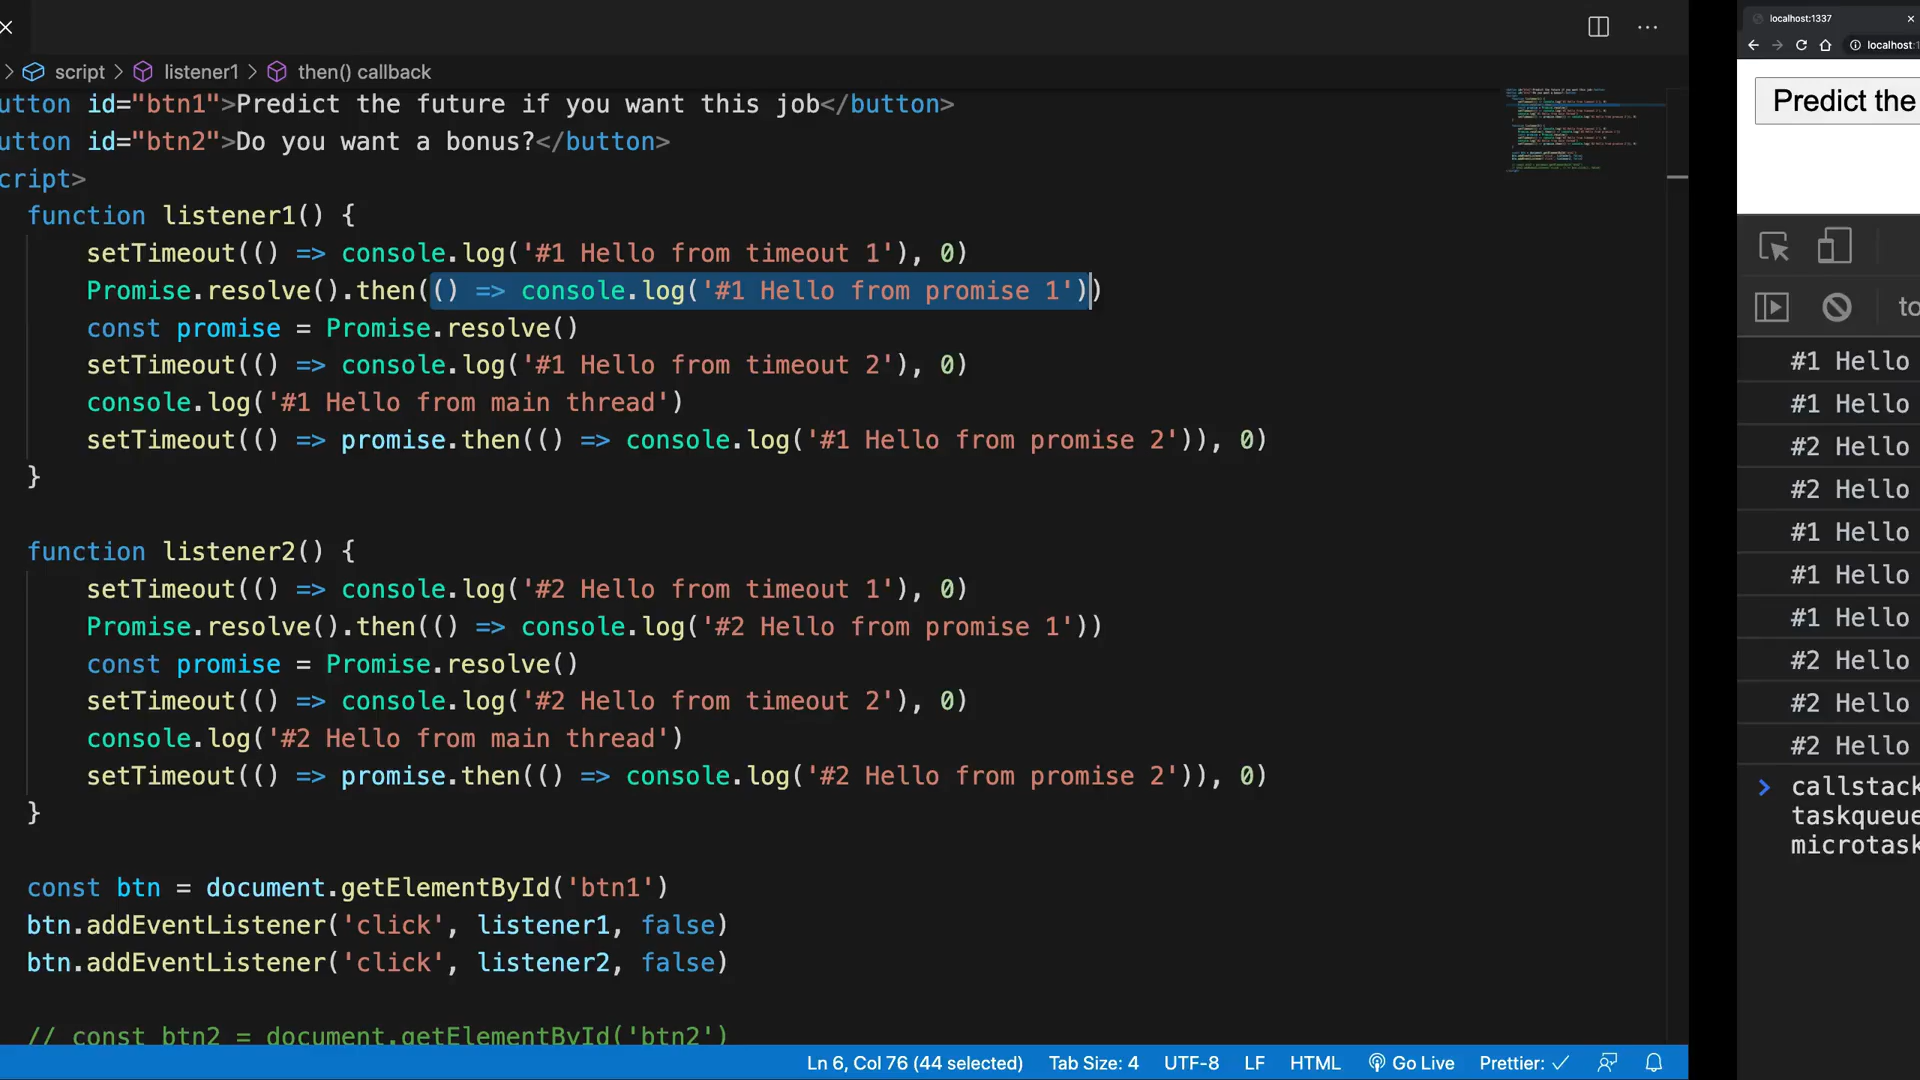 script listener1 then() callback
utton id="btn1">Predict the future if you want this job</button>
utton id="btn2">Do you want a bonus?</button>
cript>
function listener1() {
setTimeout(() => console.log('#1 Hello from timeout 1'), 0)
Promise.resolve().then(() => console.log('#1 Hello from promise 1'))
const promise = Promise.resolve()
setTimeout(() => console.log('#1 Hello from timeout 2'), 0)
console.log('#1 Hello from main thread')
setTimeout(() => promise.then(() => console.log('#1 Hello from promise 2')), 0)
}
function listener2() {
setTimeout(() => console.log('#2 Hello from timeout 1'), 0)
Promise.resolve().then(() => console.log('#2 Hello from promise 1'))
const promise = Promise.resolve()
setTimeout(() => console.log('#2 Hello from timeout 2'), 0)
console.log('#2 Hello from main thread')
setTimeout(() => promise.then(() => console.log('#2 Hello from promise 2')), 0)
}
const btn = document.getElementById('btn1')
btn.addEventListener('click', listener1, false)
btn.addEventListener('click', listener2, false)
// const btn2 = document.getElementById('btn2')
Ln 6, Col 76 (44 selected) Tab Size: 4 UTF-8 LF HTML Go Live Prettier: ✓
localhost:1337
localhost:1
Predict the
to
#1 Hello
#1 Hello
#2 Hello
#2 Hello
#1 Hello
#1 Hello
#1 Hello
#2 Hello
#2 Hello
#2 Hello
callstack
taskqueue
microtask